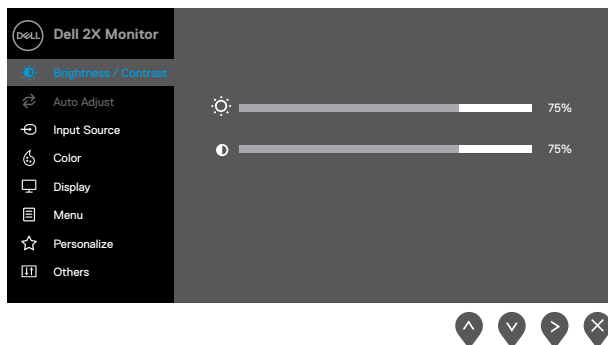 DELL
Dell 2X Monitor
Brightness / Contrast
Auto Adjust
75%
Input Source
Color
75%
Display
Menu
Personalize
Others